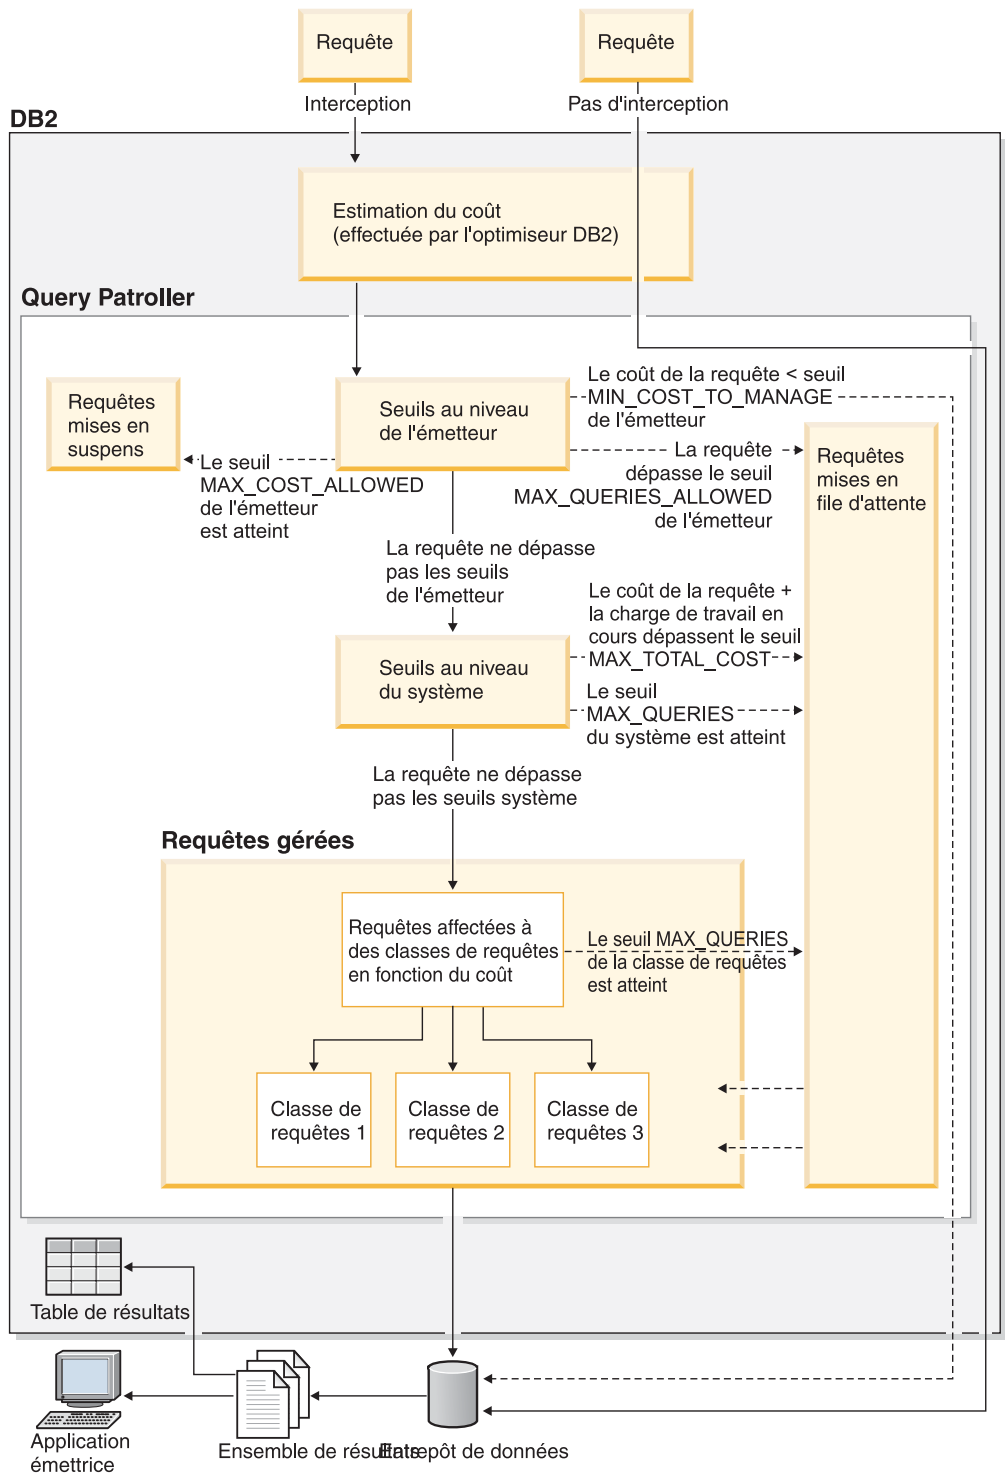 Requête
Requête
Interception
Pas d'interception
DB2
Estimation du coût
(effectuée par l'optimiseur DB2)
Query Patroller
Requêtes
mises en
suspens
Seuils au niveau
de l'émetteur
Le coût de la requête < seuil
MIN_COST_TO_MANAGE
de l'émetteur
La requête
dépasse le seuil
MAX_QUERIES_ALLOWED
de l'émetteur
Requêtes
mises en
file d'attente
Le seuil
MAX_COST_ALLOWED
de l'émetteur
est atteint
La requête ne dépasse
pas les seuils
de l'émetteur
Le coût de la requête +
la charge de travail en
cours dépassent le seuil
MAX_TOTAL_COST
Seuils au niveau
du système
Le seuil
MAX_QUERIES
du système est atteint
La requête ne dépasse
pas les seuils système
Requêtes gérées
Requêtes affectées à
des classes de requêtes
en fonction du coût
Le seuil MAX_QUERIES
de la classe de requêtes
est atteint
Classe de
requêtes 1
Classe de
requêtes 2
Classe de
requêtes 3
Table de résultats
Application
émettrice
Ensemble de résultats
Entrepôt de données